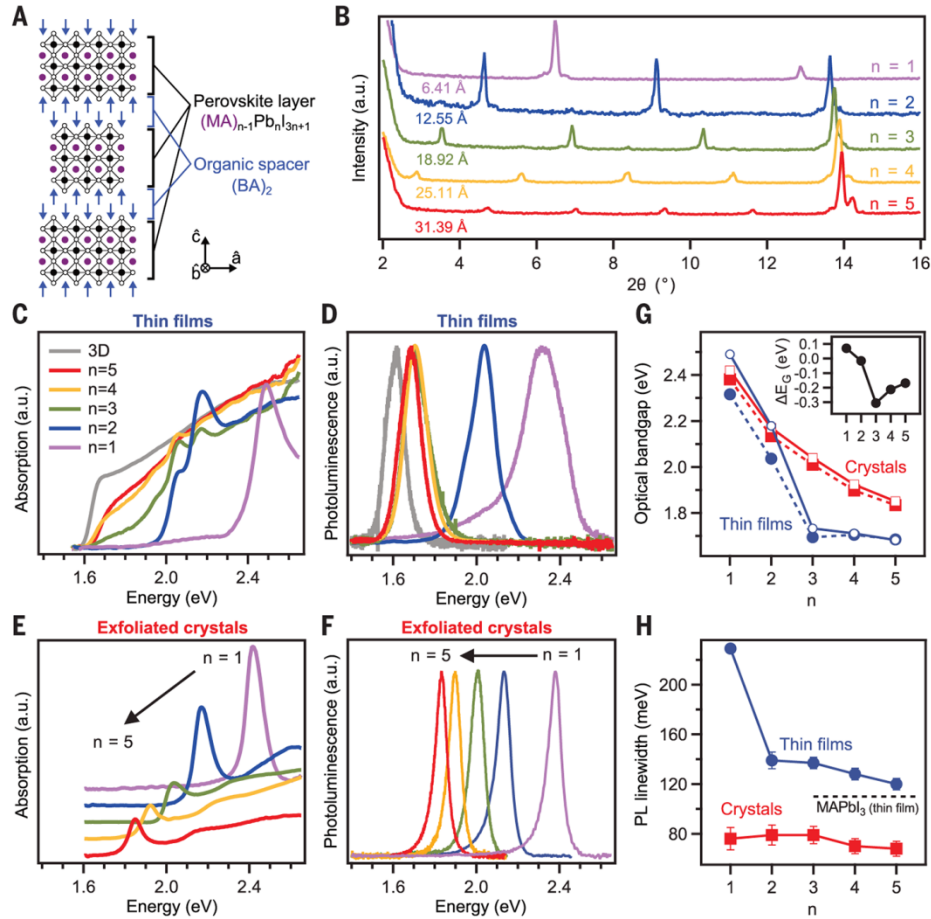 A
Perovskite layer
(MA)n-1PbnI3n+1
Organic spacer
(BA)2
ĉ
b̂
â
B
Intensity (a.u.)
n = 1
6.41 Å
n = 2
12.55 Å
n = 3
18.92 Å
n = 4
25.11 Å
n = 5
31.39 Å
2 4 6 8 10 12 14 16
2θ (°)
C
Thin films
Absorption (a.u.)
3D
n=5
n=4
n=3
n=2
n=1
1.6 2.0 2.4
Energy (eV)
D
Thin films
Photoluminescence (a.u.)
1.6 2.0 2.4
Energy (eV)
G
Optical bandgap (eV)
2.4
2.2
2.0
1.8
ΔEG (eV)
0.1
0.0
-0.1
-0.2
-0.3
1 2 3 4 5
Crystals
Thin films
1 2 3 4 5
n
E
Exfoliated crystals
Absorption (a.u.)
n = 1
n = 5
1.6 2.0 2.4
Energy (eV)
F
Exfoliated crystals
Photoluminescence (a.u.)
n = 5
n = 1
1.6 2.0 2.4
Energy (eV)
H
PL linewidth (meV)
200
160
120
80
Thin films
MAPbI3 (thin film)
Crystals
1 2 3 4 5
n